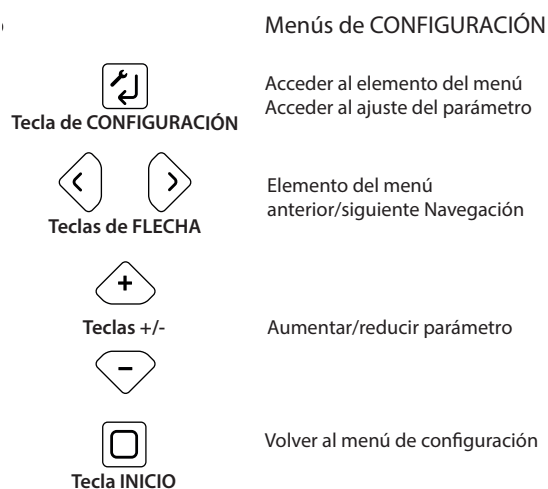 Menús de CONFIGURACIÓN
Acceder al elemento del menú
Acceder al ajuste del parámetro
Tecla de CONFIGURACIÓN
Elemento del menú
anterior/siguiente Navegación
Teclas de FLECHA
+
Teclas +/-
Aumentar/reducir parámetro
-
Volver al menú de configuración
Tecla INICIO